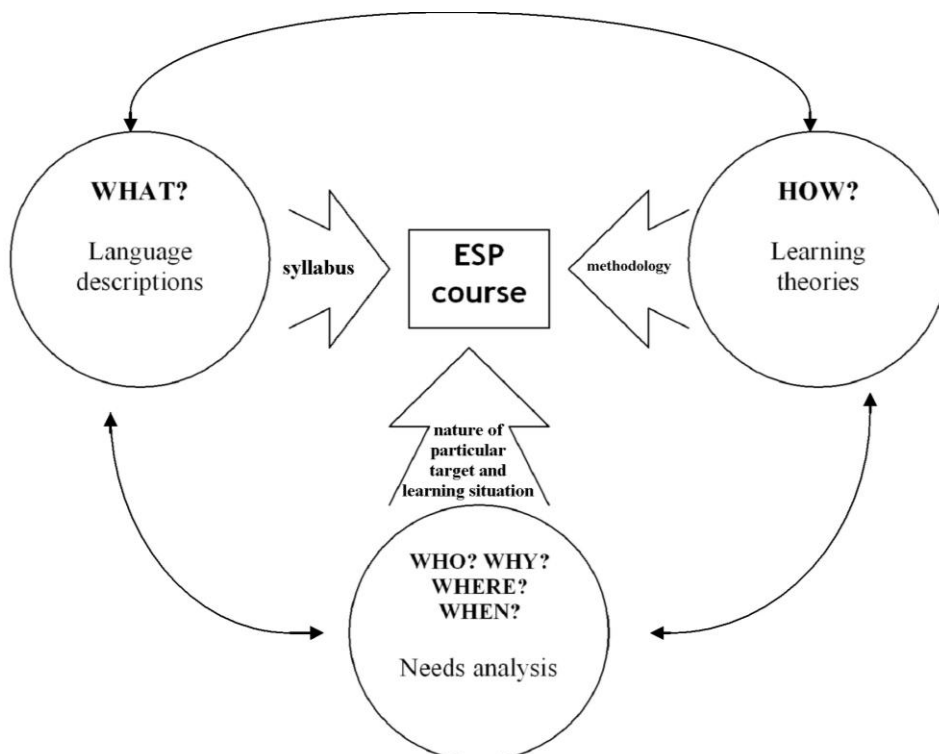 WHAT?
Language
descriptions
syllabus
ESP
course
methodology
HOW?
Learning
theories
nature of
particular
target and
learning situation
WHO? WHY?
WHERE?
WHEN?
Needs analysis